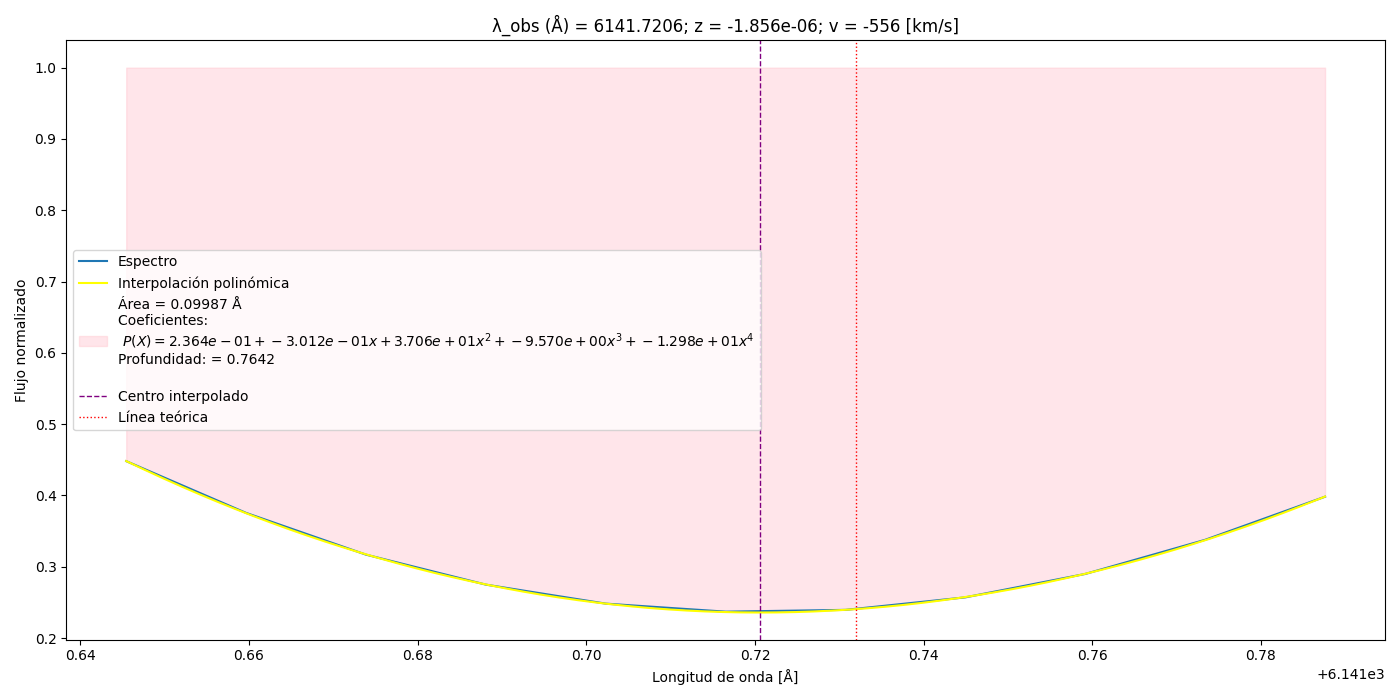 λ_obs (Å) = 6141.7206; z = -1.856e-06; v = -556 [km/s]
Flujo normalizado
1.0
0.9
0.8
0.7
0.6
0.5
0.4
0.3
0.2
Espectro
Interpolación polinómica
Área = 0.09987 Å
Coeficientes:
P(X) = 2.364e − 01 + −3.012e − 01x + 3.706e + 01x² + −9.570e + 00x³ + −1.298e + 01x⁴
Profundidad: = 0.7642
Centro interpolado
Línea teórica
0.64 0.66 0.68 0.70 0.72 0.74 0.76 0.78
+6.141e3
Longitud de onda [Å]